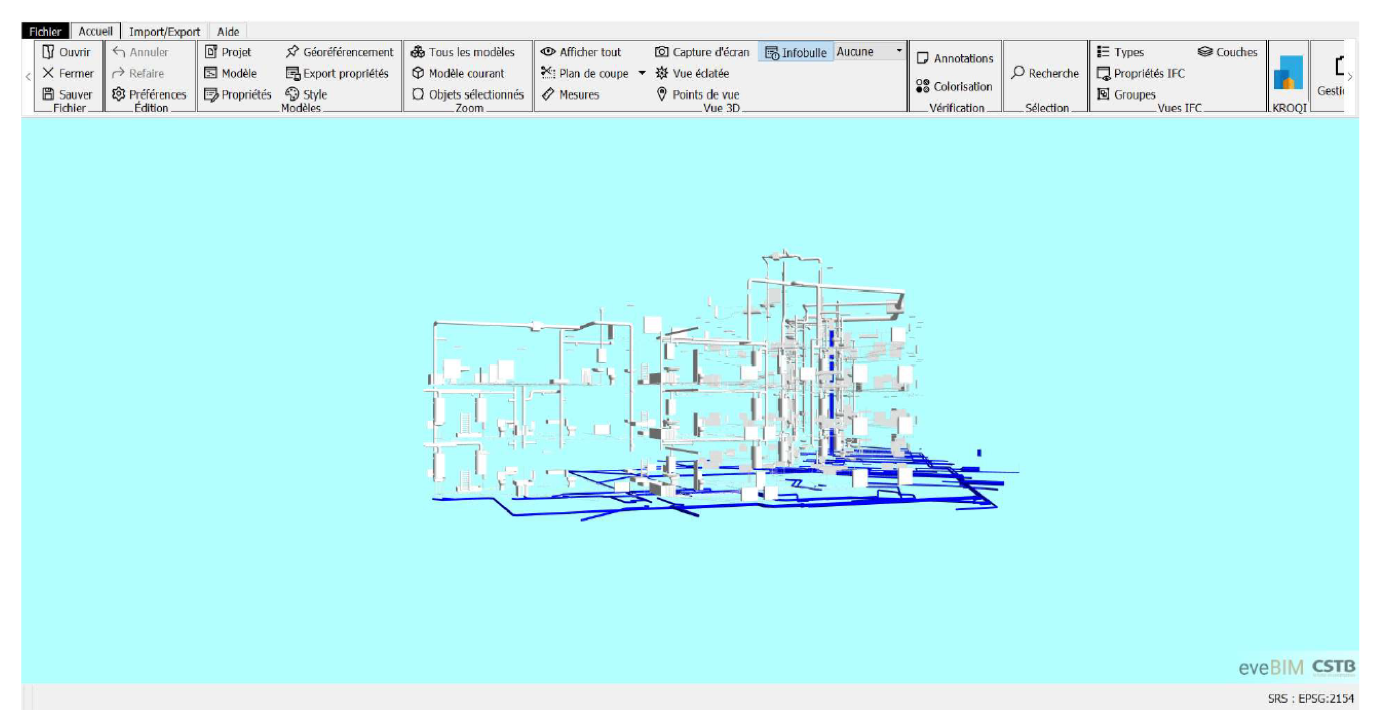 Fichier Accueil Import/Export Aide
Ouvrir Annuler Projet Géoréférencement Tous les modèles Afficher tout Capture d'écran Infobulle Aucune Annotations Types Couches
Fermer Refaire Modèle Export propriétés Modèle courant Plan de coupe Vue éclatée Recherche Propriétés IFC
Sauver Préférences Propriétés Style Objets sélectionnés Mesures Points de vue Colorisation Groupes
Fichier Édition Modèles Zoom Vue 3D Vérification Sélection Vues IFC KROQI
eveBIM CSTB
SRS : EPSG:2154